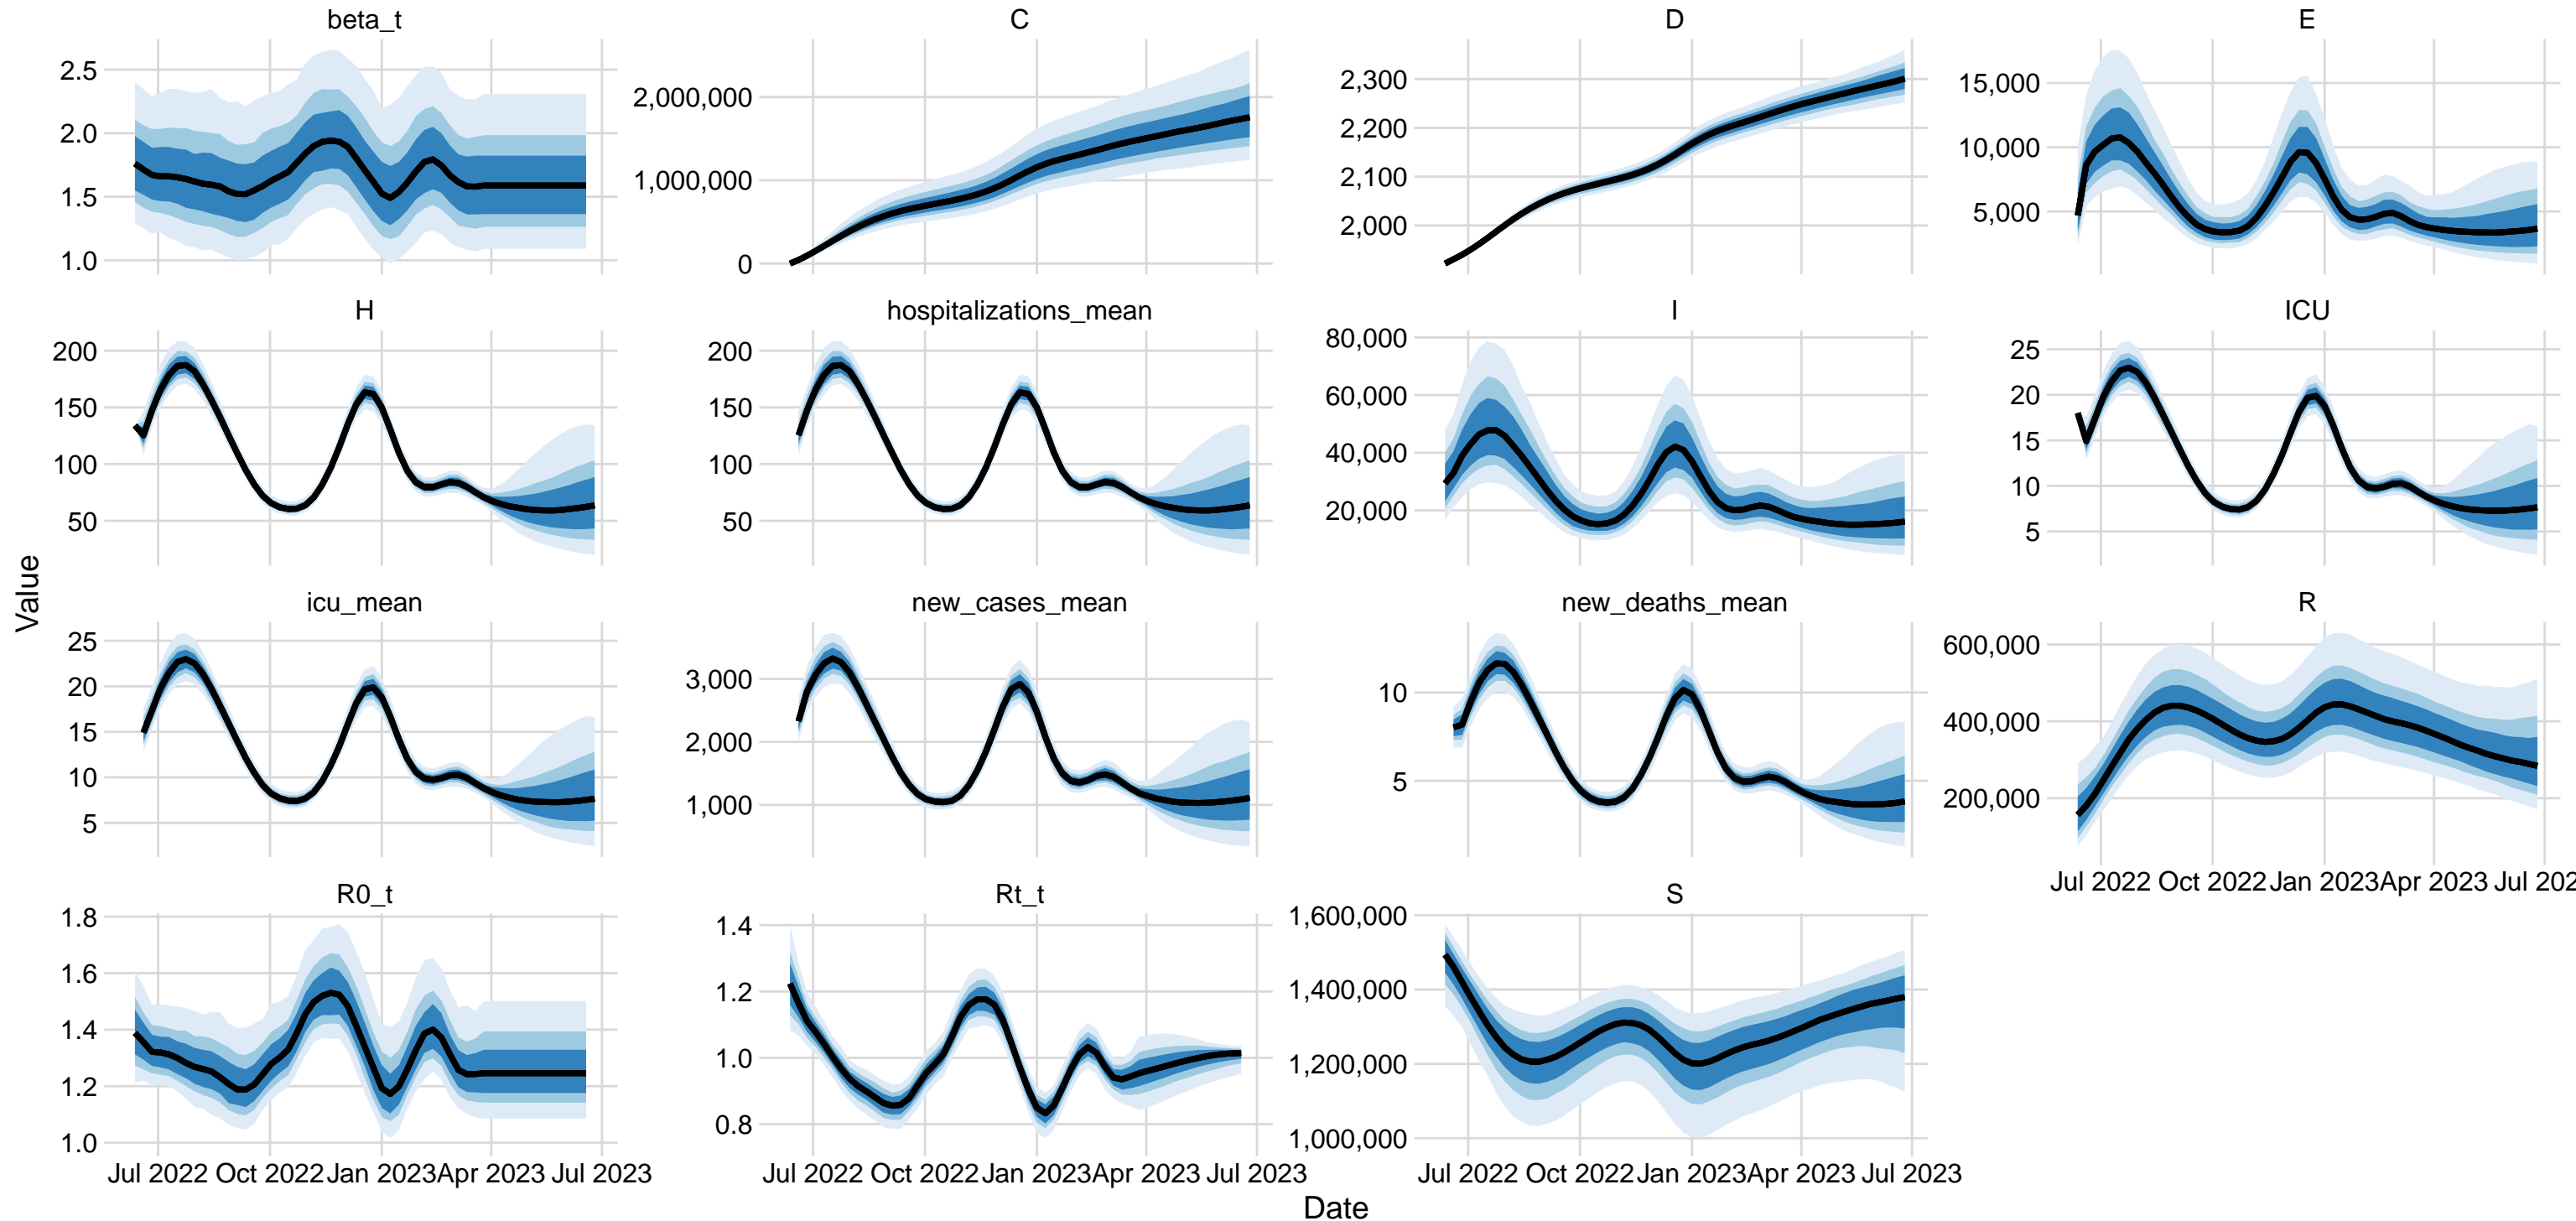 beta_t
C
D
E
2.5
2.0
1.5
1.0
2,000,000
1,000,000
0
2,300
2,200
2,100
2,000
15,000
10,000
5,000
H
hospitalizations_mean
I
ICU
200
150
100
50
200
150
100
50
80,000
60,000
40,000
20,000
25
20
15
10
5
Value
icu_mean
new_cases_mean
new_deaths_mean
R
25
20
15
10
5
3,000
2,000
1,000
10
5
600,000
400,000
200,000
Jul 2022 Oct 2022 Jan 2023 Apr 2023 Jul 202
R0_t
Rt_t
S
1.8
1.6
1.4
1.2
1.0
1.4
1.2
1.0
0.8
1,600,000
1,400,000
1,200,000
1,000,000
Jul 2022 Oct 2022 Jan 2023 Apr 2023 Jul 2023
Jul 2022 Oct 2022 Jan 2023 Apr 2023 Jul 2023
Jul 2022 Oct 2022 Jan 2023 Apr 2023 Jul 2023
Date